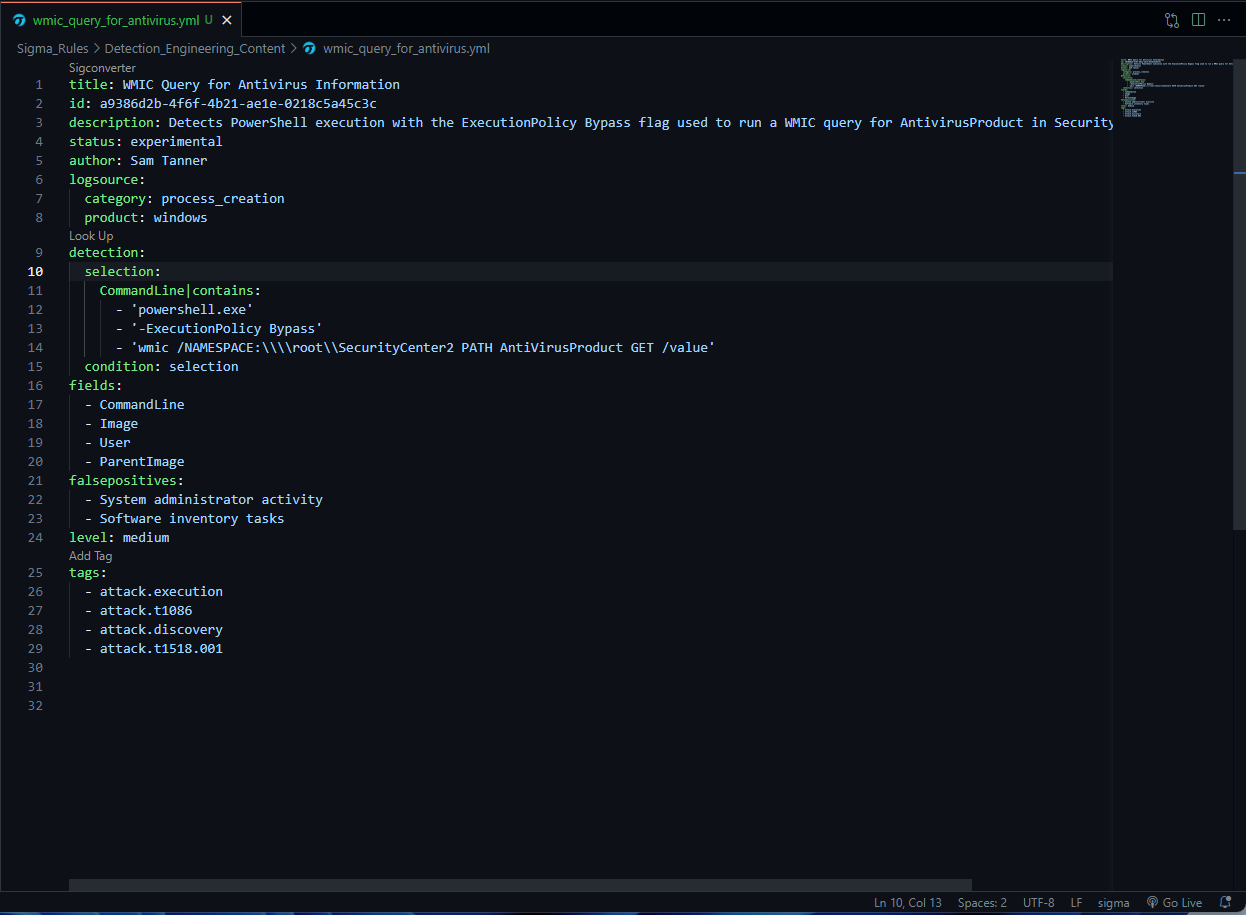 wmic_query_for_antivirus.yml U
Sigma_Rules > Detection_Engineering_Content > wmic_query_for_antivirus.yml
Sigconverter
1 title: WMIC Query for Antivirus Information
2 id: a9386d2b-4f6f-4b21-ae1e-0218c5a45c3c
3 description: Detects PowerShell execution with the ExecutionPolicy Bypass flag used to run a WMIC query for AntivirusProduct in Security
4 status: experimental
5 author: Sam Tanner
6 logsource:
7   category: process_creation
8   product: windows
Look Up
9 detection:
10   selection:
11     CommandLine|contains:
12       - 'powershell.exe'
13       - '-ExecutionPolicy Bypass'
14       - 'wmic /NAMESPACE:\\\\root\\SecurityCenter2 PATH AntiVirusProduct GET /value'
15   condition: selection
16 fields:
17   - CommandLine
18   - Image
19   - User
20   - ParentImage
21 falsepositives:
22   - System administrator activity
23   - Software inventory tasks
24 level: medium
Add Tag
25 tags:
26   - attack.execution
27   - attack.t1086
28   - attack.discovery
29   - attack.t1518.001
30
31
32
Ln 10, Col 13 Spaces: 2 UTF-8 LF sigma Go Live